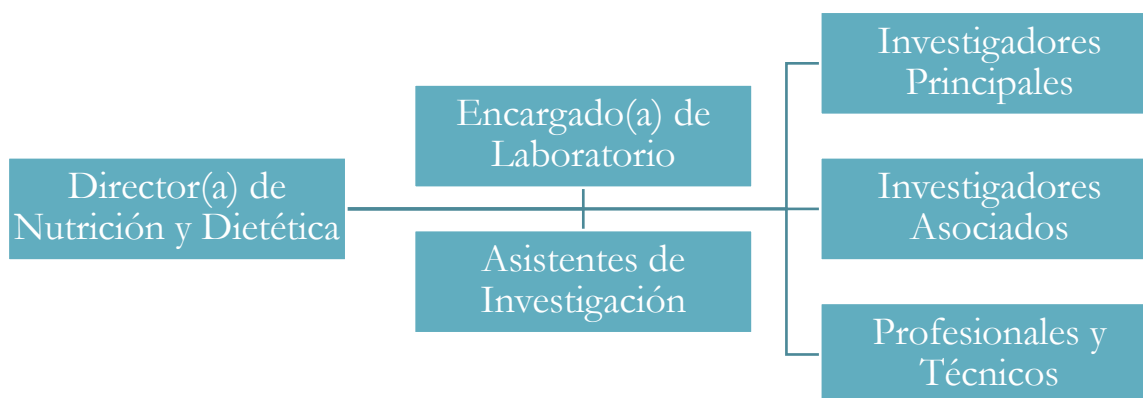 Director(a) de
Nutrición y Dietética
Encargado(a) de
Laboratorio
Asistentes de
Investigación
Investigadores
Principales
Investigadores
Asociados
Profesionales y
Técnicos